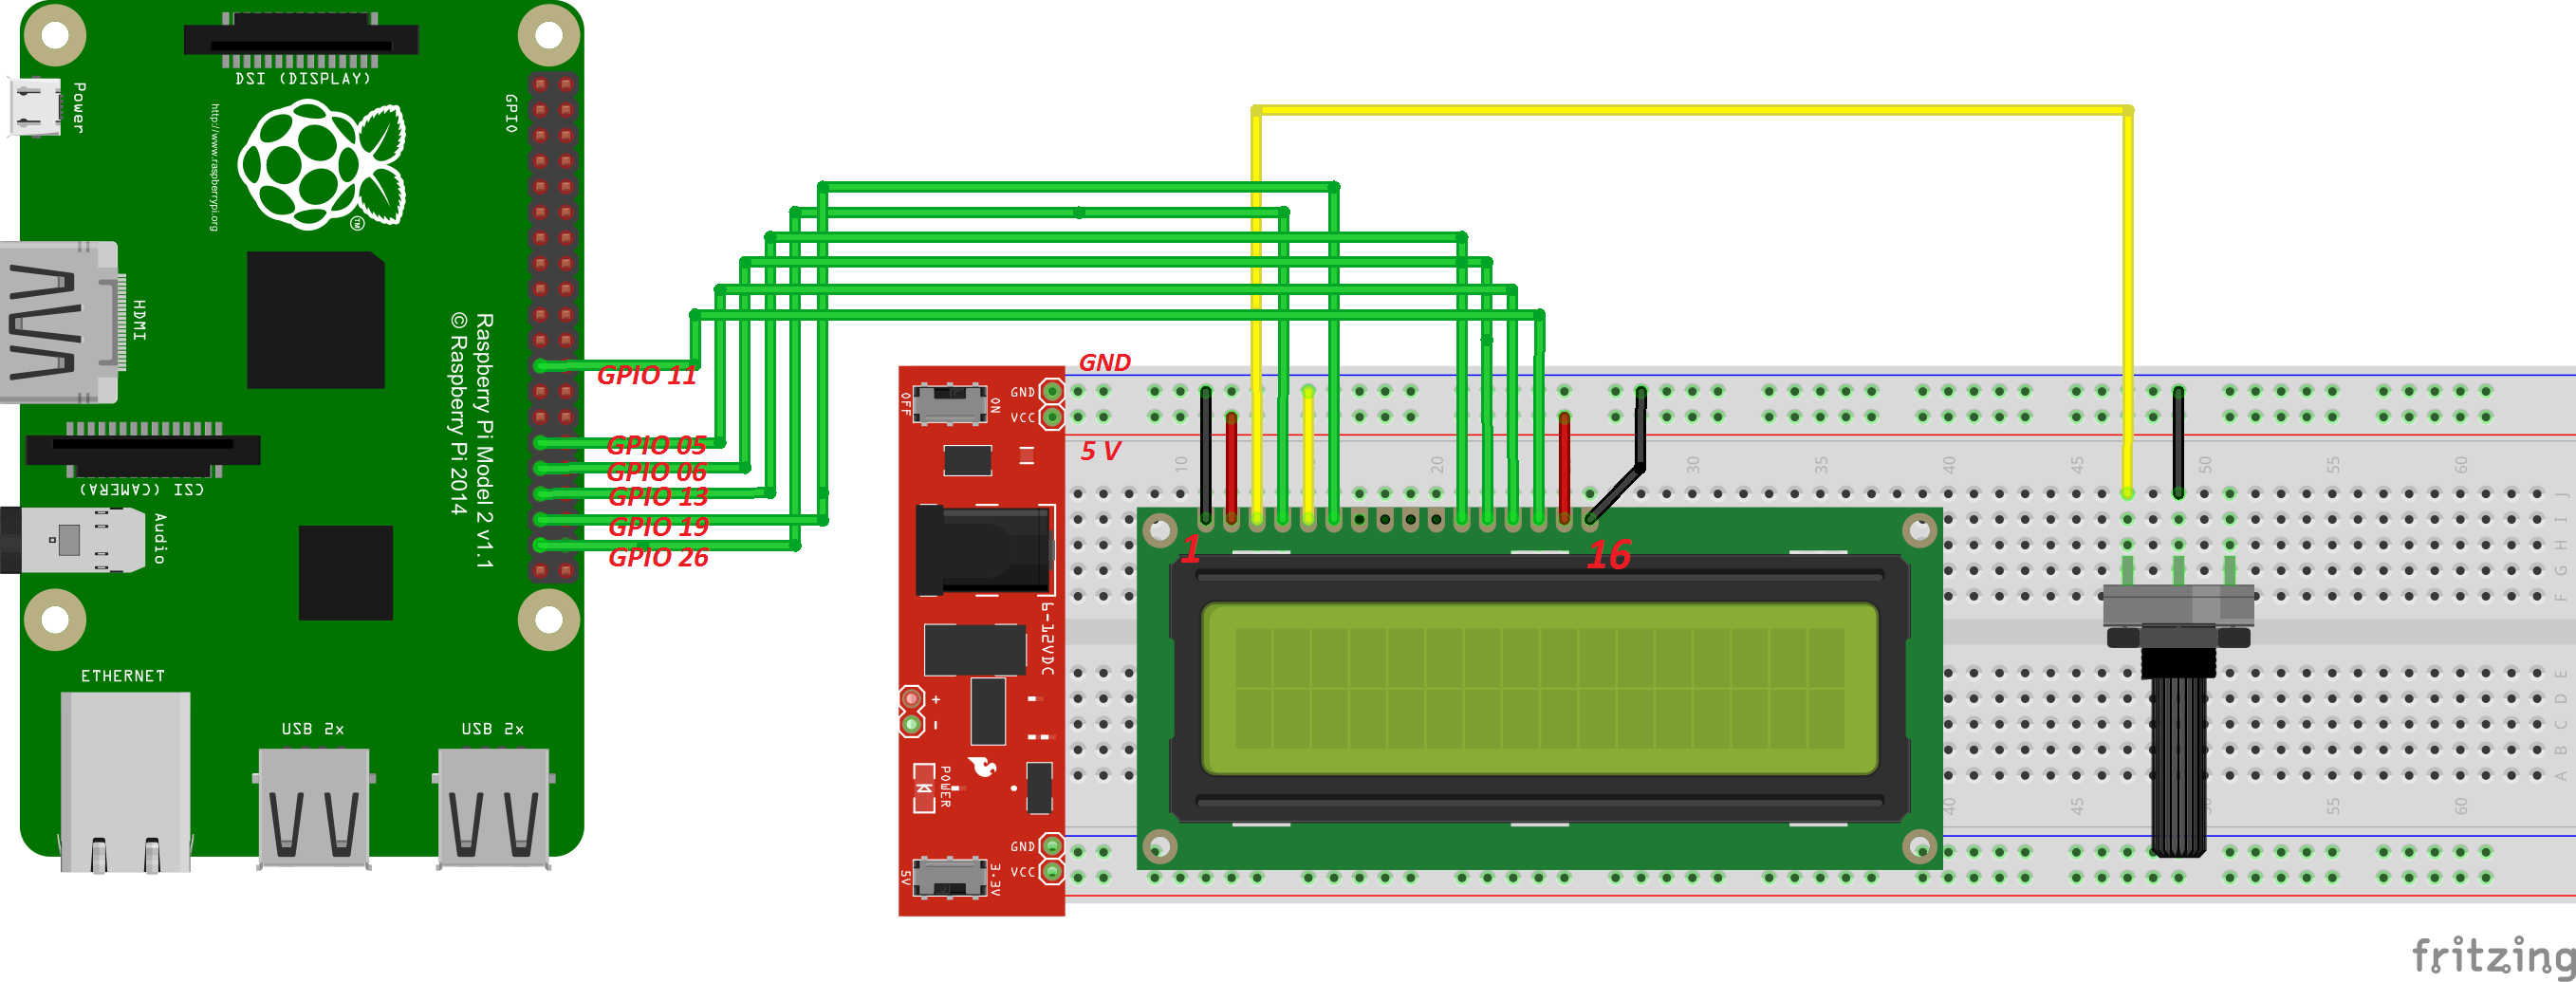 DSI (DISPLAY)
Power
http://www.raspberrypi.org
TM
GPIO
HDMI
Raspberry Pi Model 2 v1.1
© Raspberry Pi 2014
CSI (CAMERA)
Audio
ETHERNET
USB 2x
USB 2x
GPIO 11
GPIO 05
GPIO 06
GPIO 13
GPIO 19
GPIO 26
GND
5 V
OFF
ON
GND
VCC
6-12VDC
+
-
POWER
GND
VCC
5V
3.3V
10
20
30
35
40
45
50
55
60
J
I
H
G
F
1
16
E
D
C
B
A
40
45
55
60
fritzing